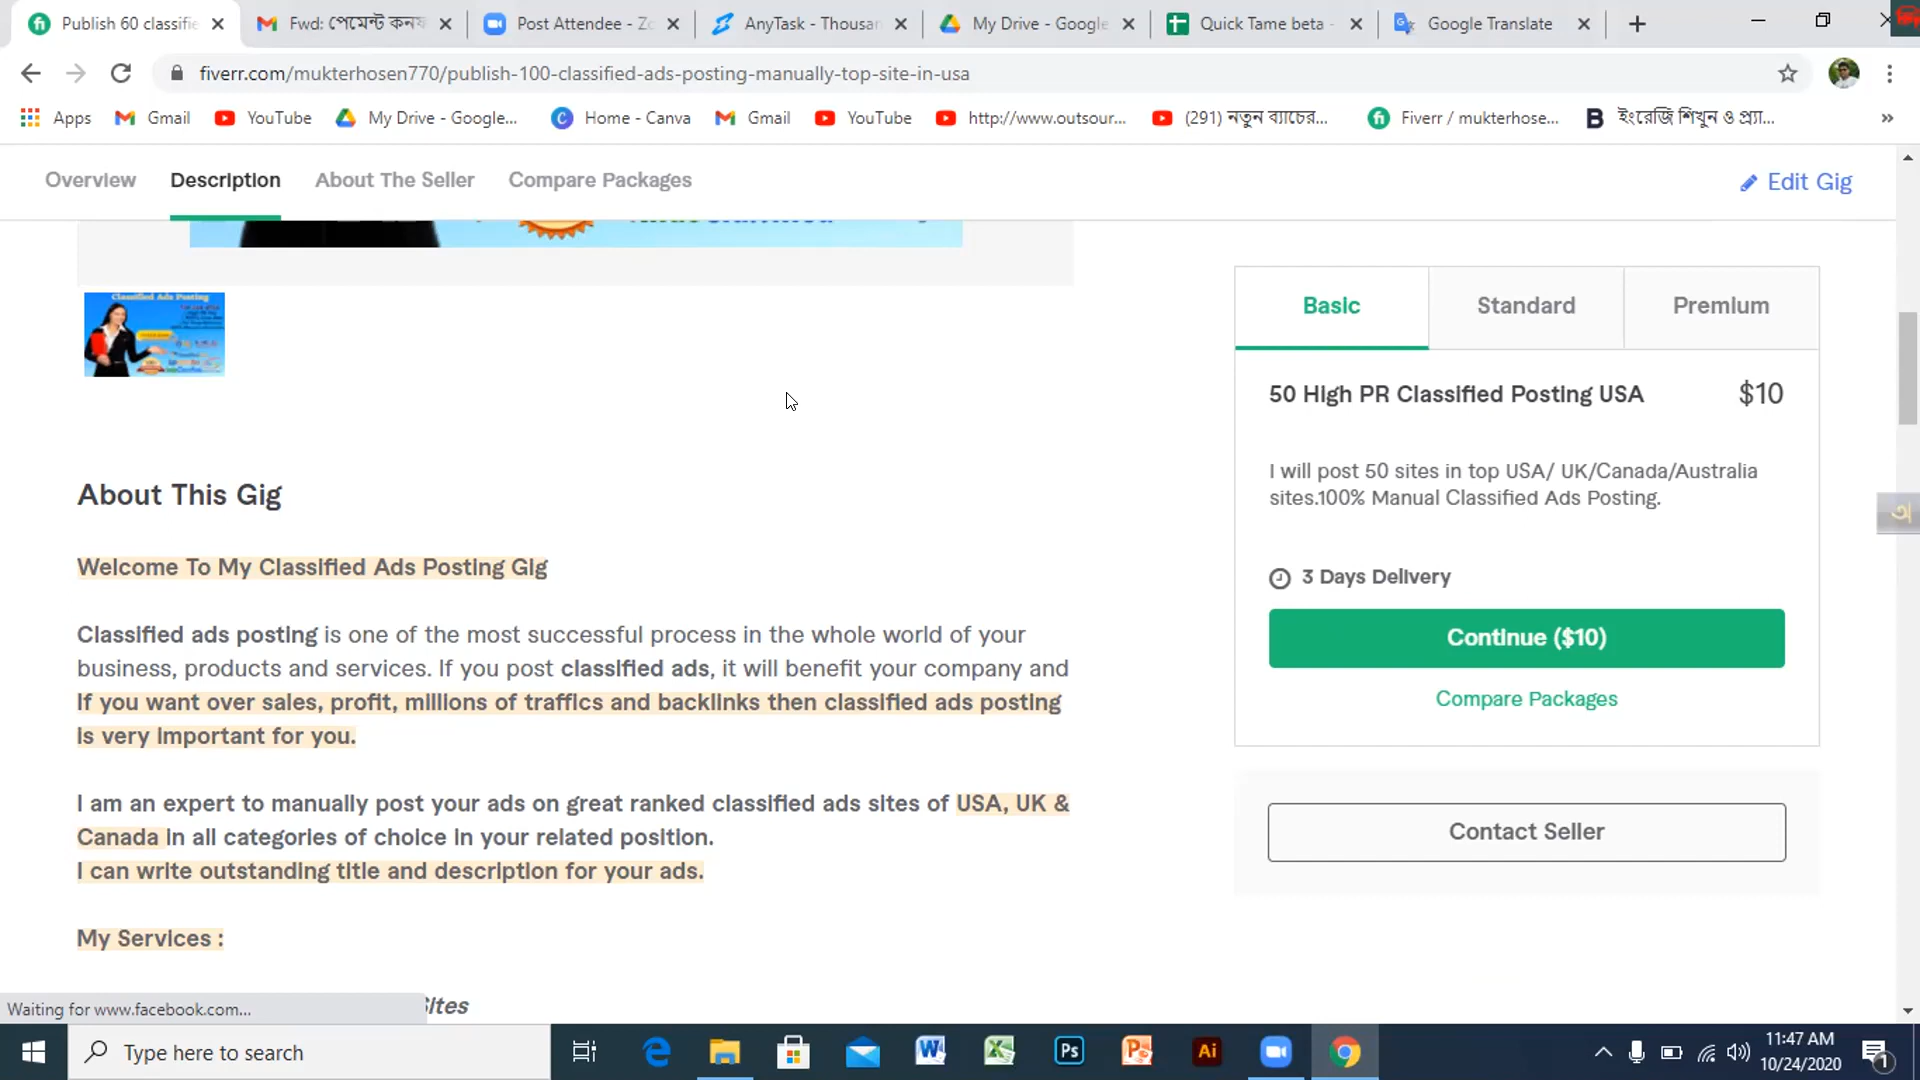 Publish 60 classifie
Fwd: পেমেন্ট কনফ
Post Attendee - Zo
AnyTask - Thousan
My Drive - Google
Quick Tame beta -
Google Translate
fiverr.com/mukterhosen770/publish-100-classified-ads-posting-manually-top-site-in-usa
Apps
Gmail
YouTube
My Drive - Google...
Home - Canva
Gmail
YouTube
http://www.outsour...
(291) নতুন ব্যাচের...
Fiverr / mukterhose...
ইংরেজি শিখুন ও প্র্যা...
»
Overview
Description
About The Seller
Compare Packages
Edit Gig
Classified Ads Posting
Basic
Standard
Premium
50 High PR Classified Posting USA
$10
I will post 50 sites in top USA/ UK/Canada/Australia
sites.100% Manual Classified Ads Posting.
3 Days Delivery
Continue ($10)
Compare Packages
Contact Seller
অ
About This Gig
Welcome To My Classified Ads Posting Gig
Classified ads posting is one of the most successful process in the whole world of your
business, products and services. If you post classified ads, it will benefit your company and
If you want over sales, profit, millions of traffics and backlinks then classified ads posting
is very important for you.
I am an expert to manually post your ads on great ranked classified ads sites of USA, UK &
Canada in all categories of choice in your related position.
I can write outstanding title and description for your ads.
My Services :
Sites
Waiting for www.facebook.com...
Type here to search
11:47 AM
10/24/2020
1